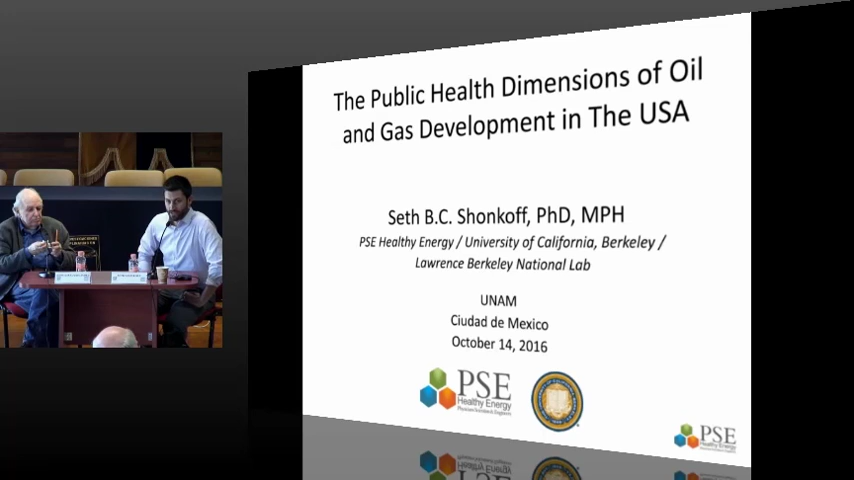 The Public Health Dimensions of Oil
and Gas Development in The USA
Seth B.C. Shonkoff, PhD, MPH
PSE Healthy Energy / University of California, Berkeley /
Lawrence Berkeley National Lab
UNAM
Ciudad de Mexico
October 14, 2016
PSE
Healthy Energy
PSE
Healthy Energy